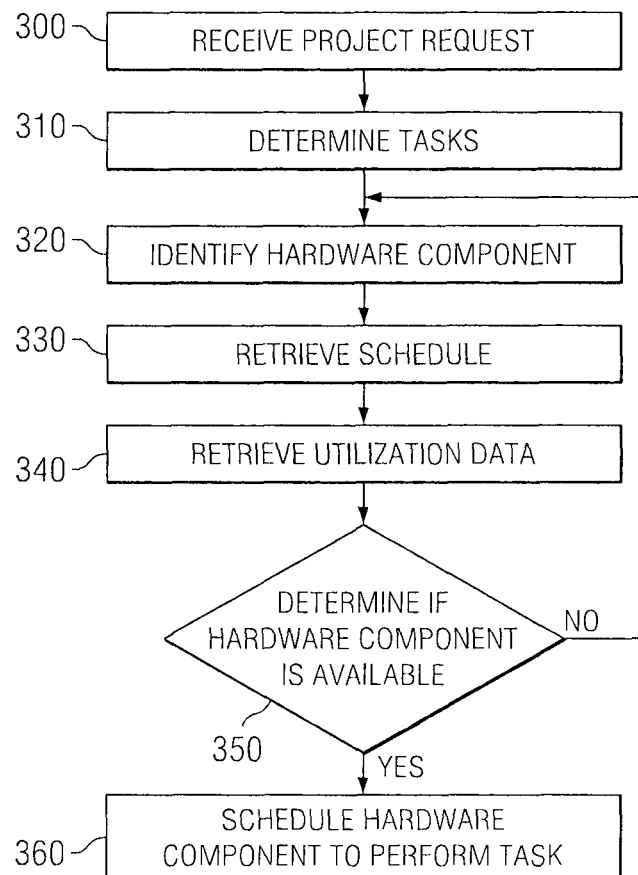 300
RECEIVE PROJECT REQUEST
310
DETERMINE TASKS
320
IDENTIFY HARDWARE COMPONENT
330
RETRIEVE SCHEDULE
340
RETRIEVE UTILIZATION DATA
DETERMINE IF
HARDWARE COMPONENT
IS AVAILABLE
NO
350
YES
360
SCHEDULE HARDWARE
COMPONENT TO PERFORM TASK